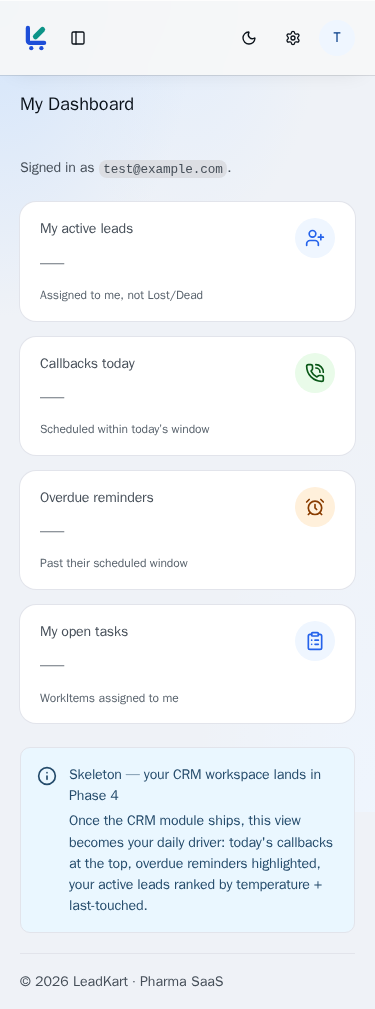 T
My Dashboard
Signed in as test@example.com.
My active leads
—
Assigned to me, not Lost/Dead
Callbacks today
—
Scheduled within today's window
Overdue reminders
—
Past their scheduled window
My open tasks
—
WorkItems assigned to me
Skeleton — your CRM workspace lands in
Phase 4
Once the CRM module ships, this view
becomes your daily driver: today's callbacks
at the top, overdue reminders highlighted,
your active leads ranked by temperature +
last-touched.
© 2026 LeadKart · Pharma SaaS